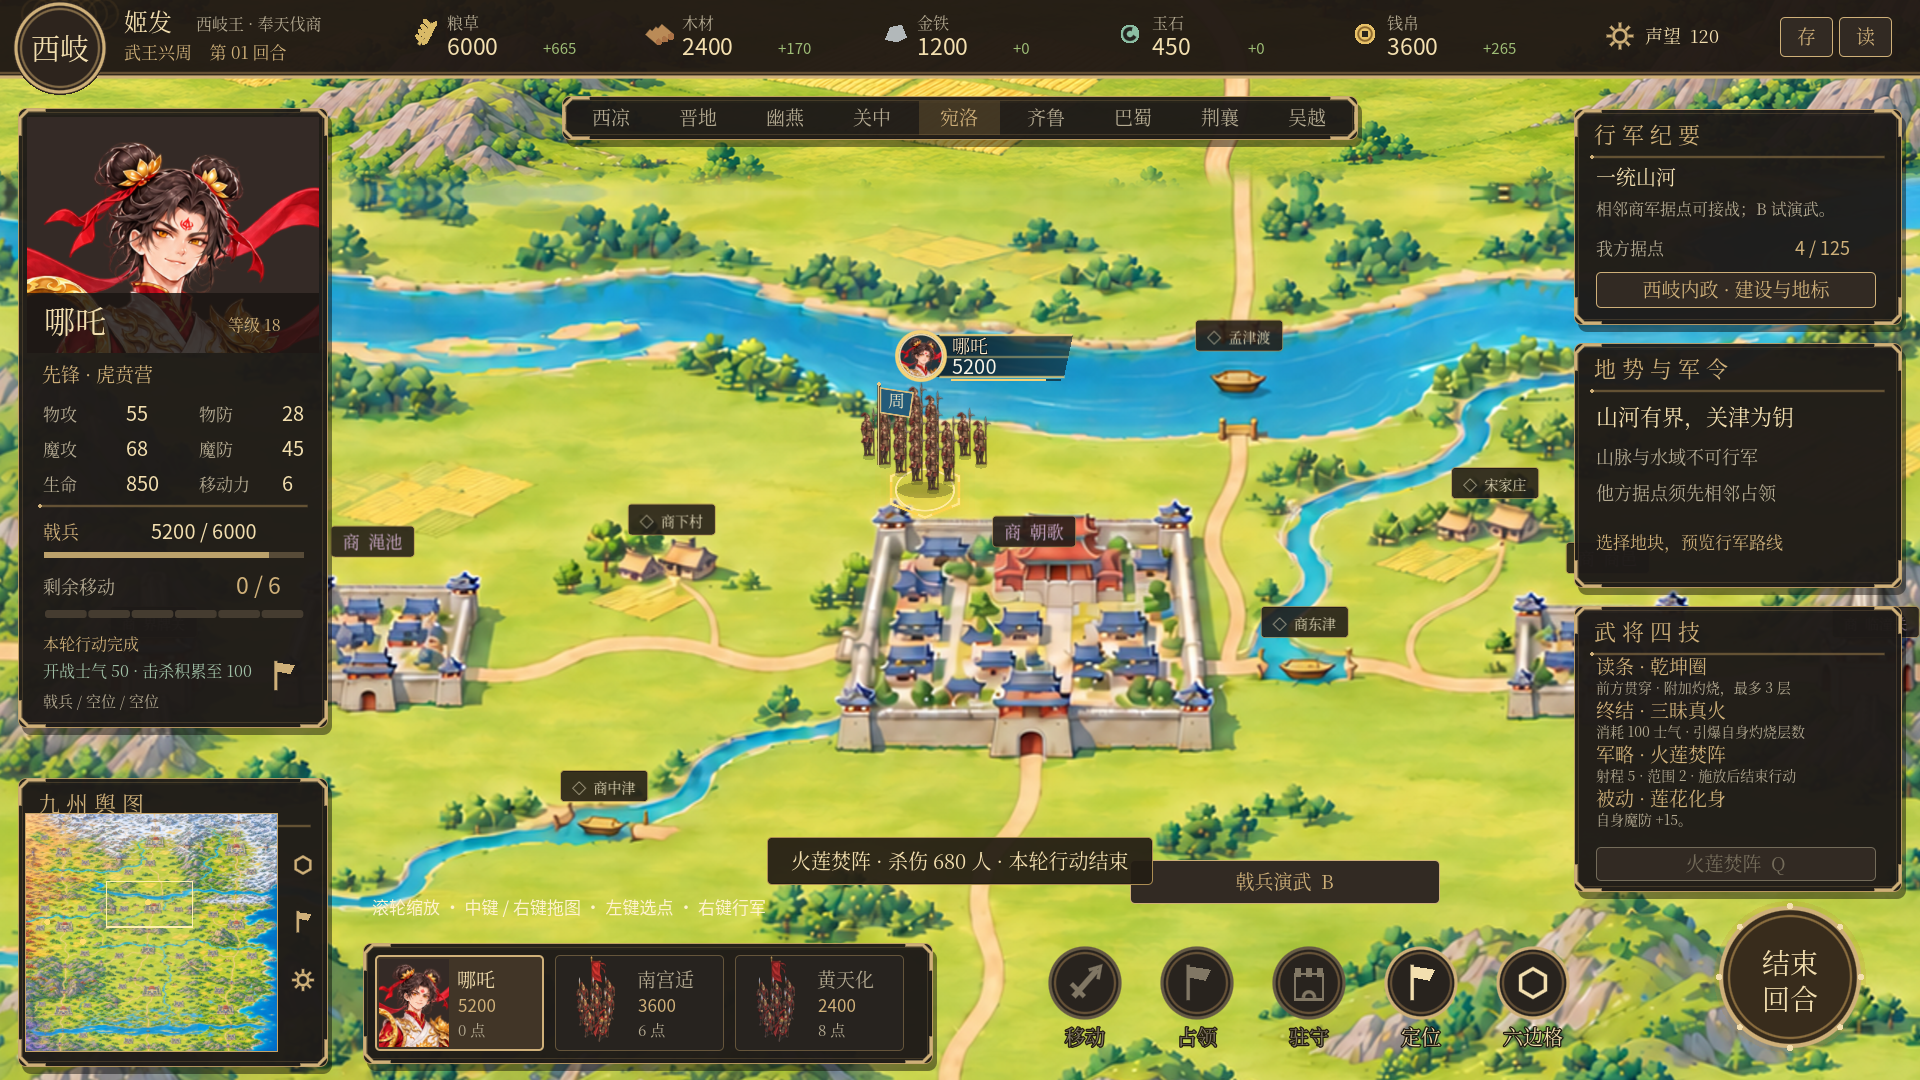 西岐
姬发 西岐王 · 奉天伐商
武王兴周 第 01 回合
粮草
6000 +665
木材
2400 +170
金铁
1200 +0
玉石
450 +0
钱帛
3600 +265
声望 120
存 读
西凉 晋地 幽燕 关中 宛洛 齐鲁 巴蜀 荆襄 吴越
哪吒 等级 18
先锋 · 虎贲营
物攻 55 物防 28
魔攻 68 魔防 45
生命 850 移动力 6
戟兵 5200 / 6000
剩余移动 0 / 6
本轮行动完成
开战士气 50 · 击杀积累至 100
戟兵 / 空位 / 空位
九州舆图
哪吒
5200
周
孟津渡
宋家庄
商下村
商 渑池
商 朝歌
商东津
商中津
行军纪要
一统山河
相邻商军据点可接战；B 试演武。
我方据点 4 / 125
西岐内政 · 建设与地标
地势与军令
山河有界，关津为钥
山脉与水域不可行军
他方据点须先相邻占领
选择地块，预览行军路线
武将四技
读条 · 乾坤圈
前方贯穿 · 附加灼烧，最多 3 层
终结 · 三昧真火
消耗 100 士气 · 引爆自身灼烧层数
军略 · 火莲焚阵
射程 5 · 范围 2 · 施放后结束行动
被动 · 莲花化身
自身魔防 +15。
火莲焚阵 Q
火莲焚阵 · 杀伤 680 人 · 本轮行动结束
戟兵演武 B
滚轮缩放 · 中键 / 右键拖图 · 左键选点 · 右键行军
哪吒
5200
0 点
南宫适
3600
6 点
黄天化
2400
8 点
移动 占领 驻守 定位 六边格
结束
回合